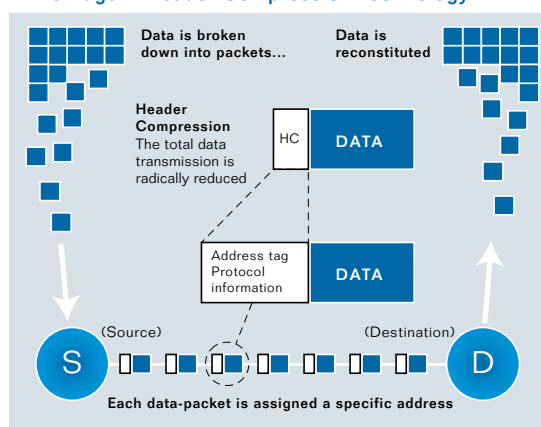 Data is broken
down into packets...
Data is
reconstituted
Header
Compression
The total data
transmission is
radically reduced
HC
DATA
Address tag
Protocol
information
DATA
(Source)
(Destination)
S
D
Each data-packet is assigned a specific address